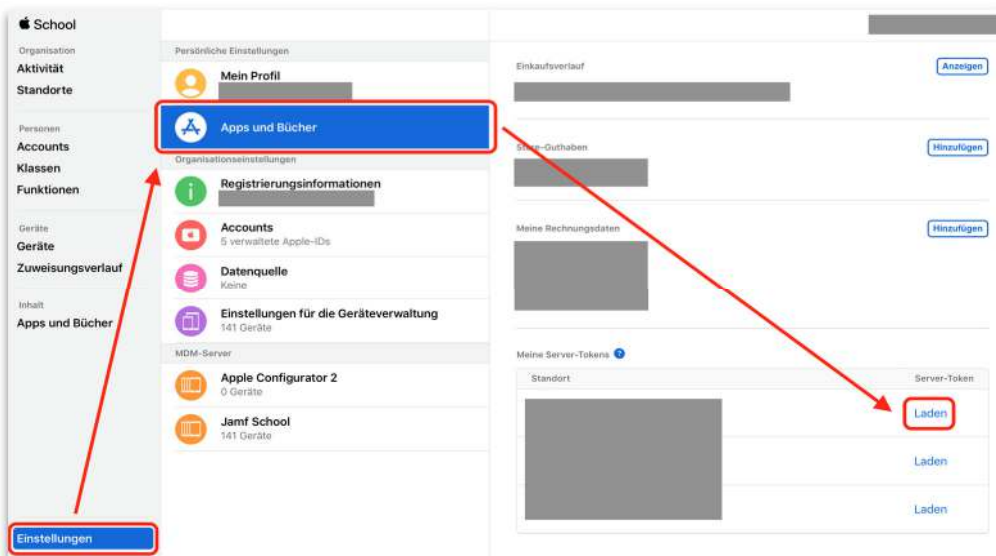 School
Organisation
Aktivität
Standorte
Personen
Accounts
Klassen
Funktionen
Geräte
Geräte
Zuweisungsverlauf
Inhalt
Apps und Bücher
Einstellungen
Persönliche Einstellungen
Mein Profil
Apps und Bücher
Organisationseinstellungen
Registrierungsinformationen
Accounts
5 verwaltete Apple-IDs
Datenquelle
Keine
Einstellungen für die Geräteverwaltung
141 Geräte
MDM-Server
Apple Configurator 2
0 Geräte
Jamf School
141 Geräte
Einkaufsverlauf
Anzeigen
Store-Guthaben
Hinzufügen
Meine Rechnungsdaten
Hinzufügen
Meine Server-Tokens ?
Standort Server-Token
Laden
Laden
Laden